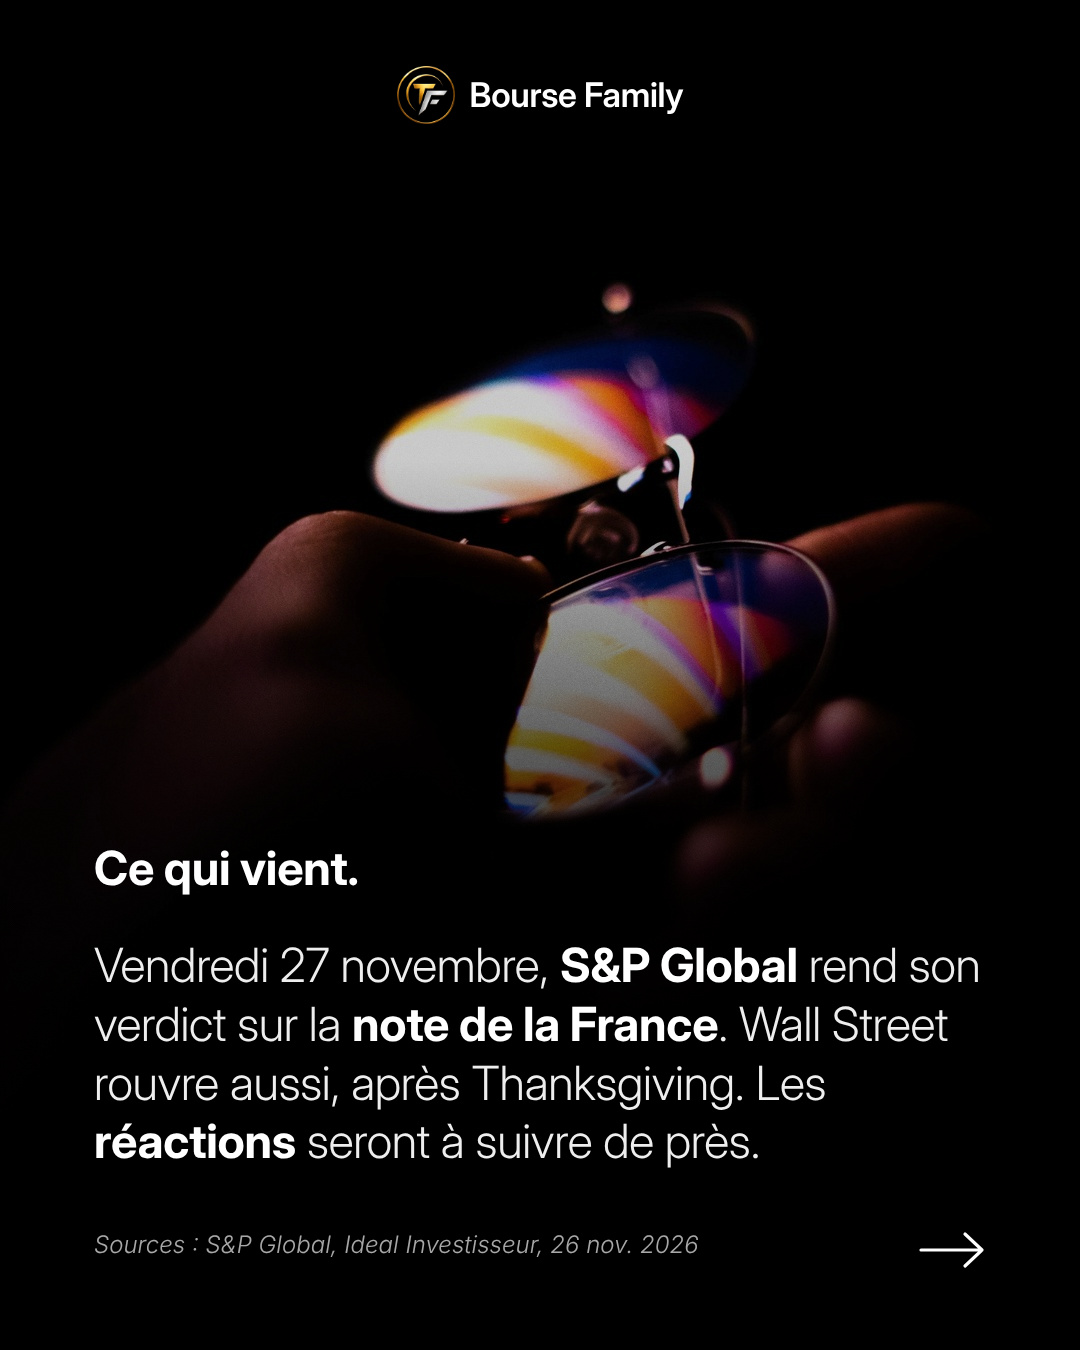 TF Bourse Family
Ce qui vient.
Vendredi 27 novembre, S&P Global rend son
verdict sur la note de la France. Wall Street
rouvre aussi, après Thanksgiving. Les
réactions seront à suivre de près.
Sources : S&P Global, Ideal Investisseur, 26 nov. 2026